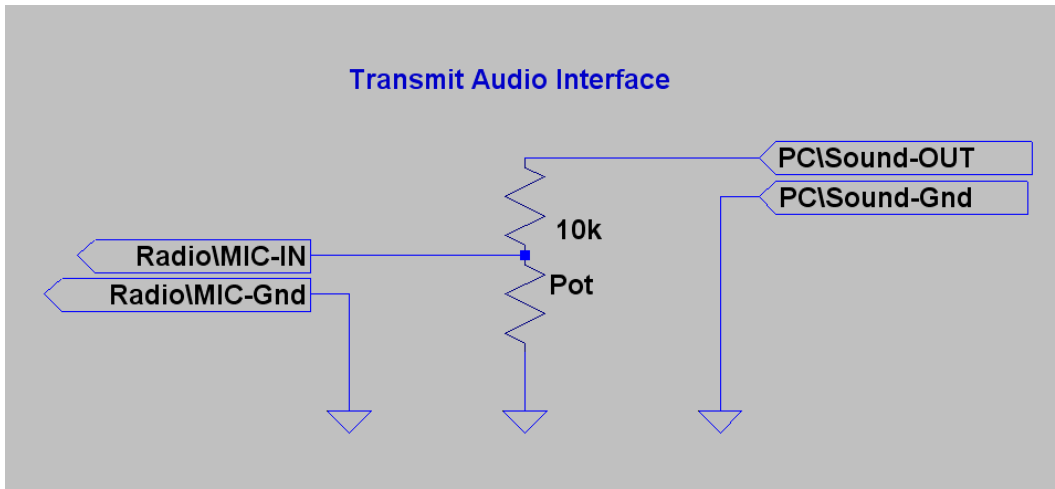 Transmit Audio Interface
PC\Sound-OUT
PC\Sound-Gnd
10k
Radio\MIC-IN
Pot
Radio\MIC-Gnd